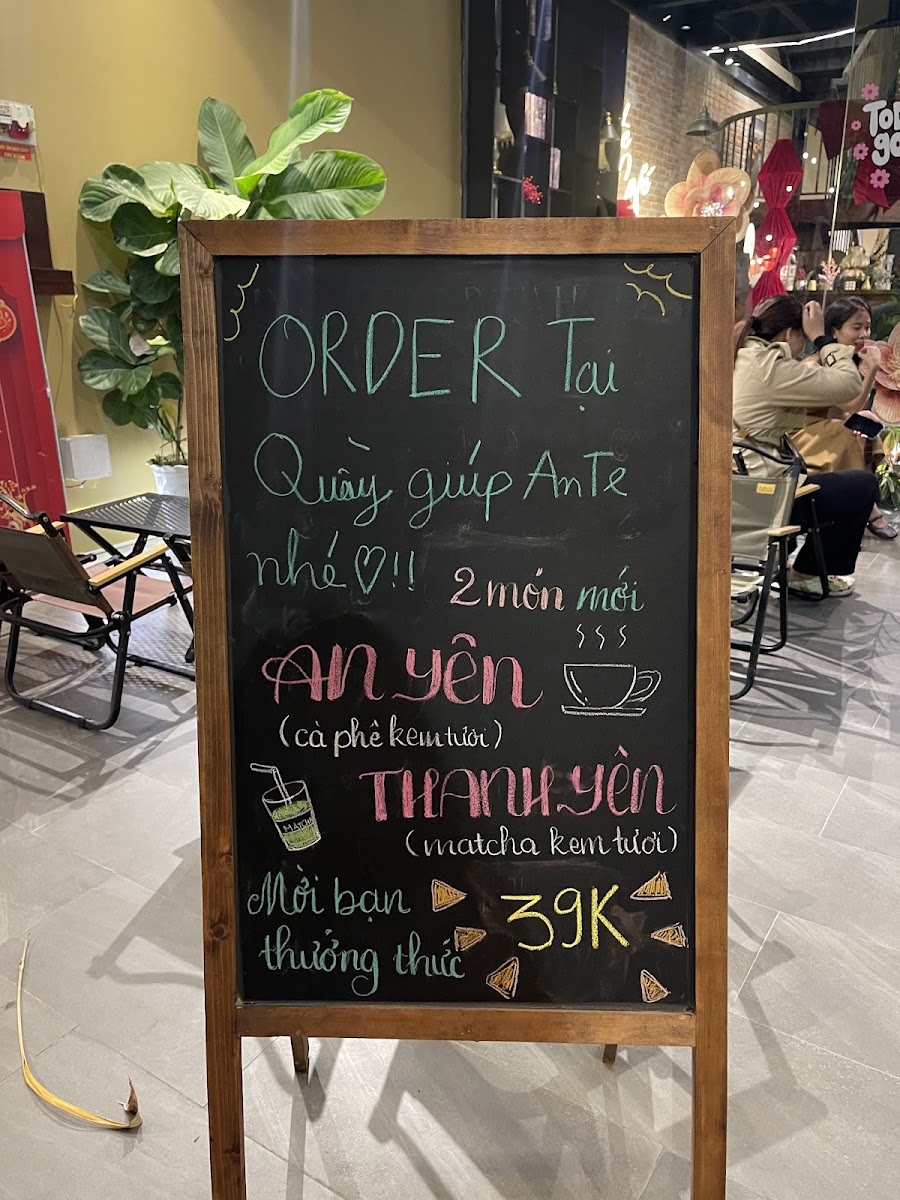 ORDER Tại
Quầy giúp AnTe
nhé ♡!!
2 món mới
AN YÊN
(cà phê kem tươi)
THANH YÊN
MATCHA
(matcha kem tươi)
Mời bạn
39K
thưởng thức